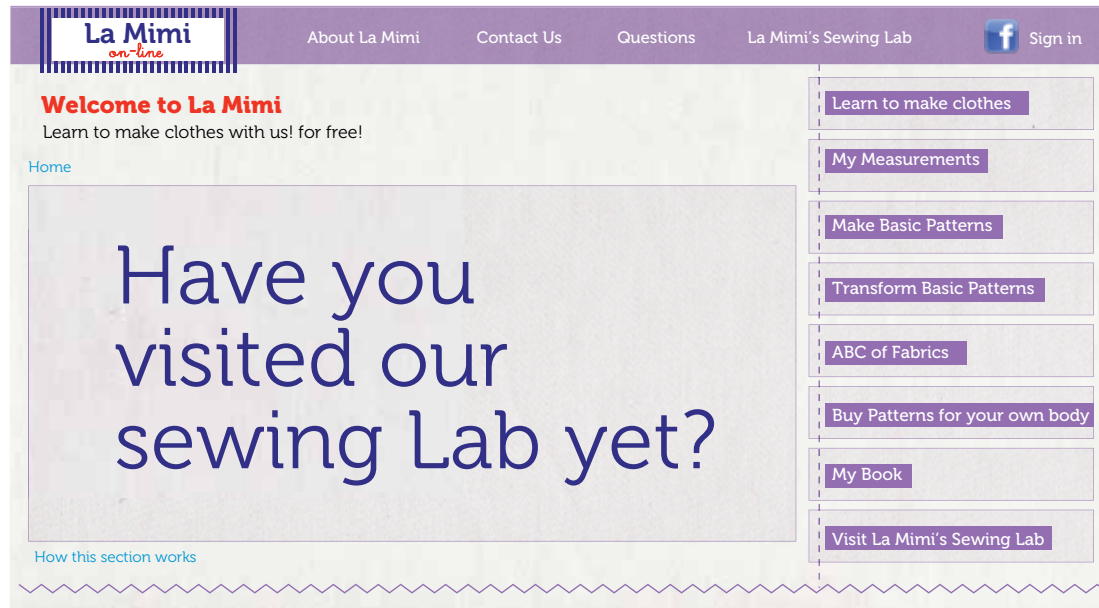 La Mimi
on-line
About La Mimi
Contact Us
Questions
La Mimi's Sewing Lab
f
Sign in
Welcome to La Mimi
Learn to make clothes with us! for free!
Home
Have you
visited our
sewing Lab yet?
How this section works
Learn to make clothes
My Measurements
Make Basic Patterns
Transform Basic Patterns
ABC of Fabrics
Buy Patterns for your own body
My Book
Visit La Mimi's Sewing Lab